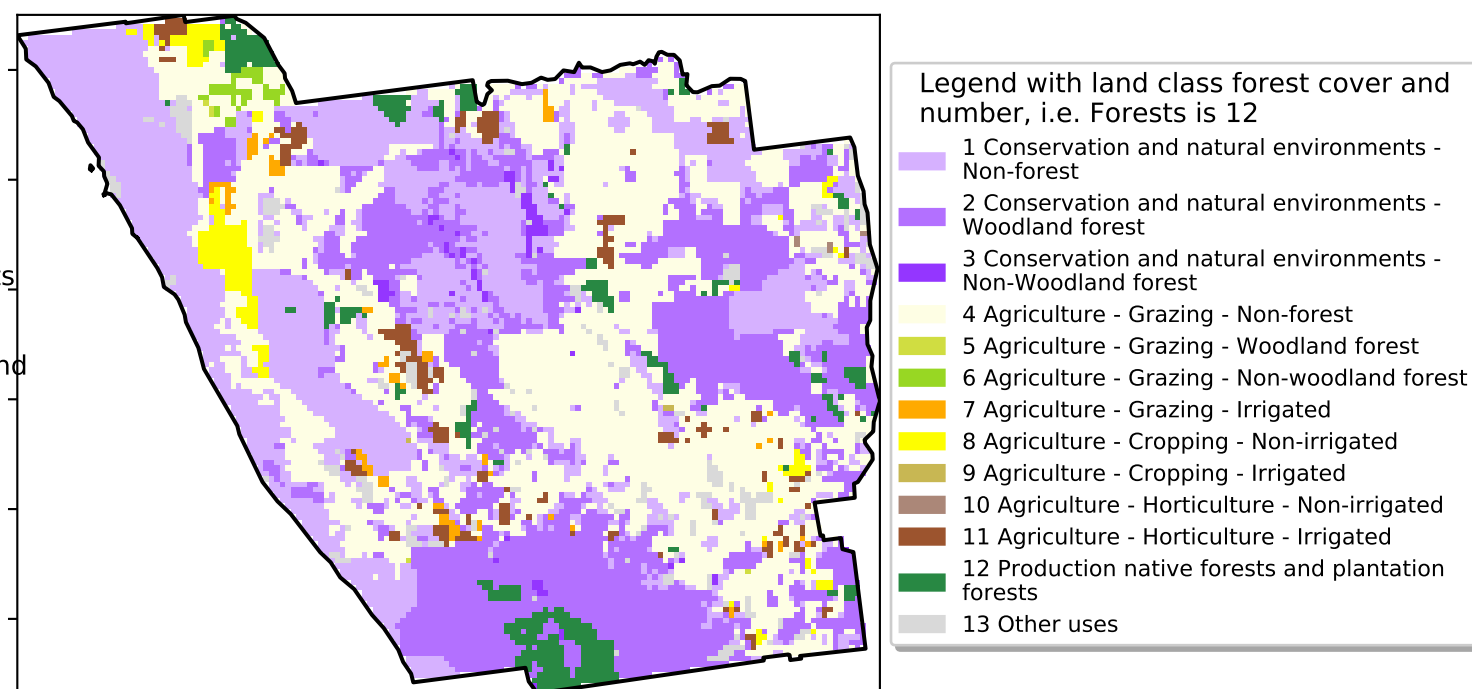 Legend with land class forest cover and
number, i.e. Forests is 12
1 Conservation and natural environments -
Non-forest
2 Conservation and natural environments -
Woodland forest
3 Conservation and natural environments -
Non-Woodland forest
4 Agriculture - Grazing - Non-forest
5 Agriculture - Grazing - Woodland forest
6 Agriculture - Grazing - Non-woodland forest
7 Agriculture - Grazing - Irrigated
8 Agriculture - Cropping - Non-irrigated
9 Agriculture - Cropping - Irrigated
10 Agriculture - Horticulture - Non-irrigated
11 Agriculture - Horticulture - Irrigated
12 Production native forests and plantation
forests
13 Other uses